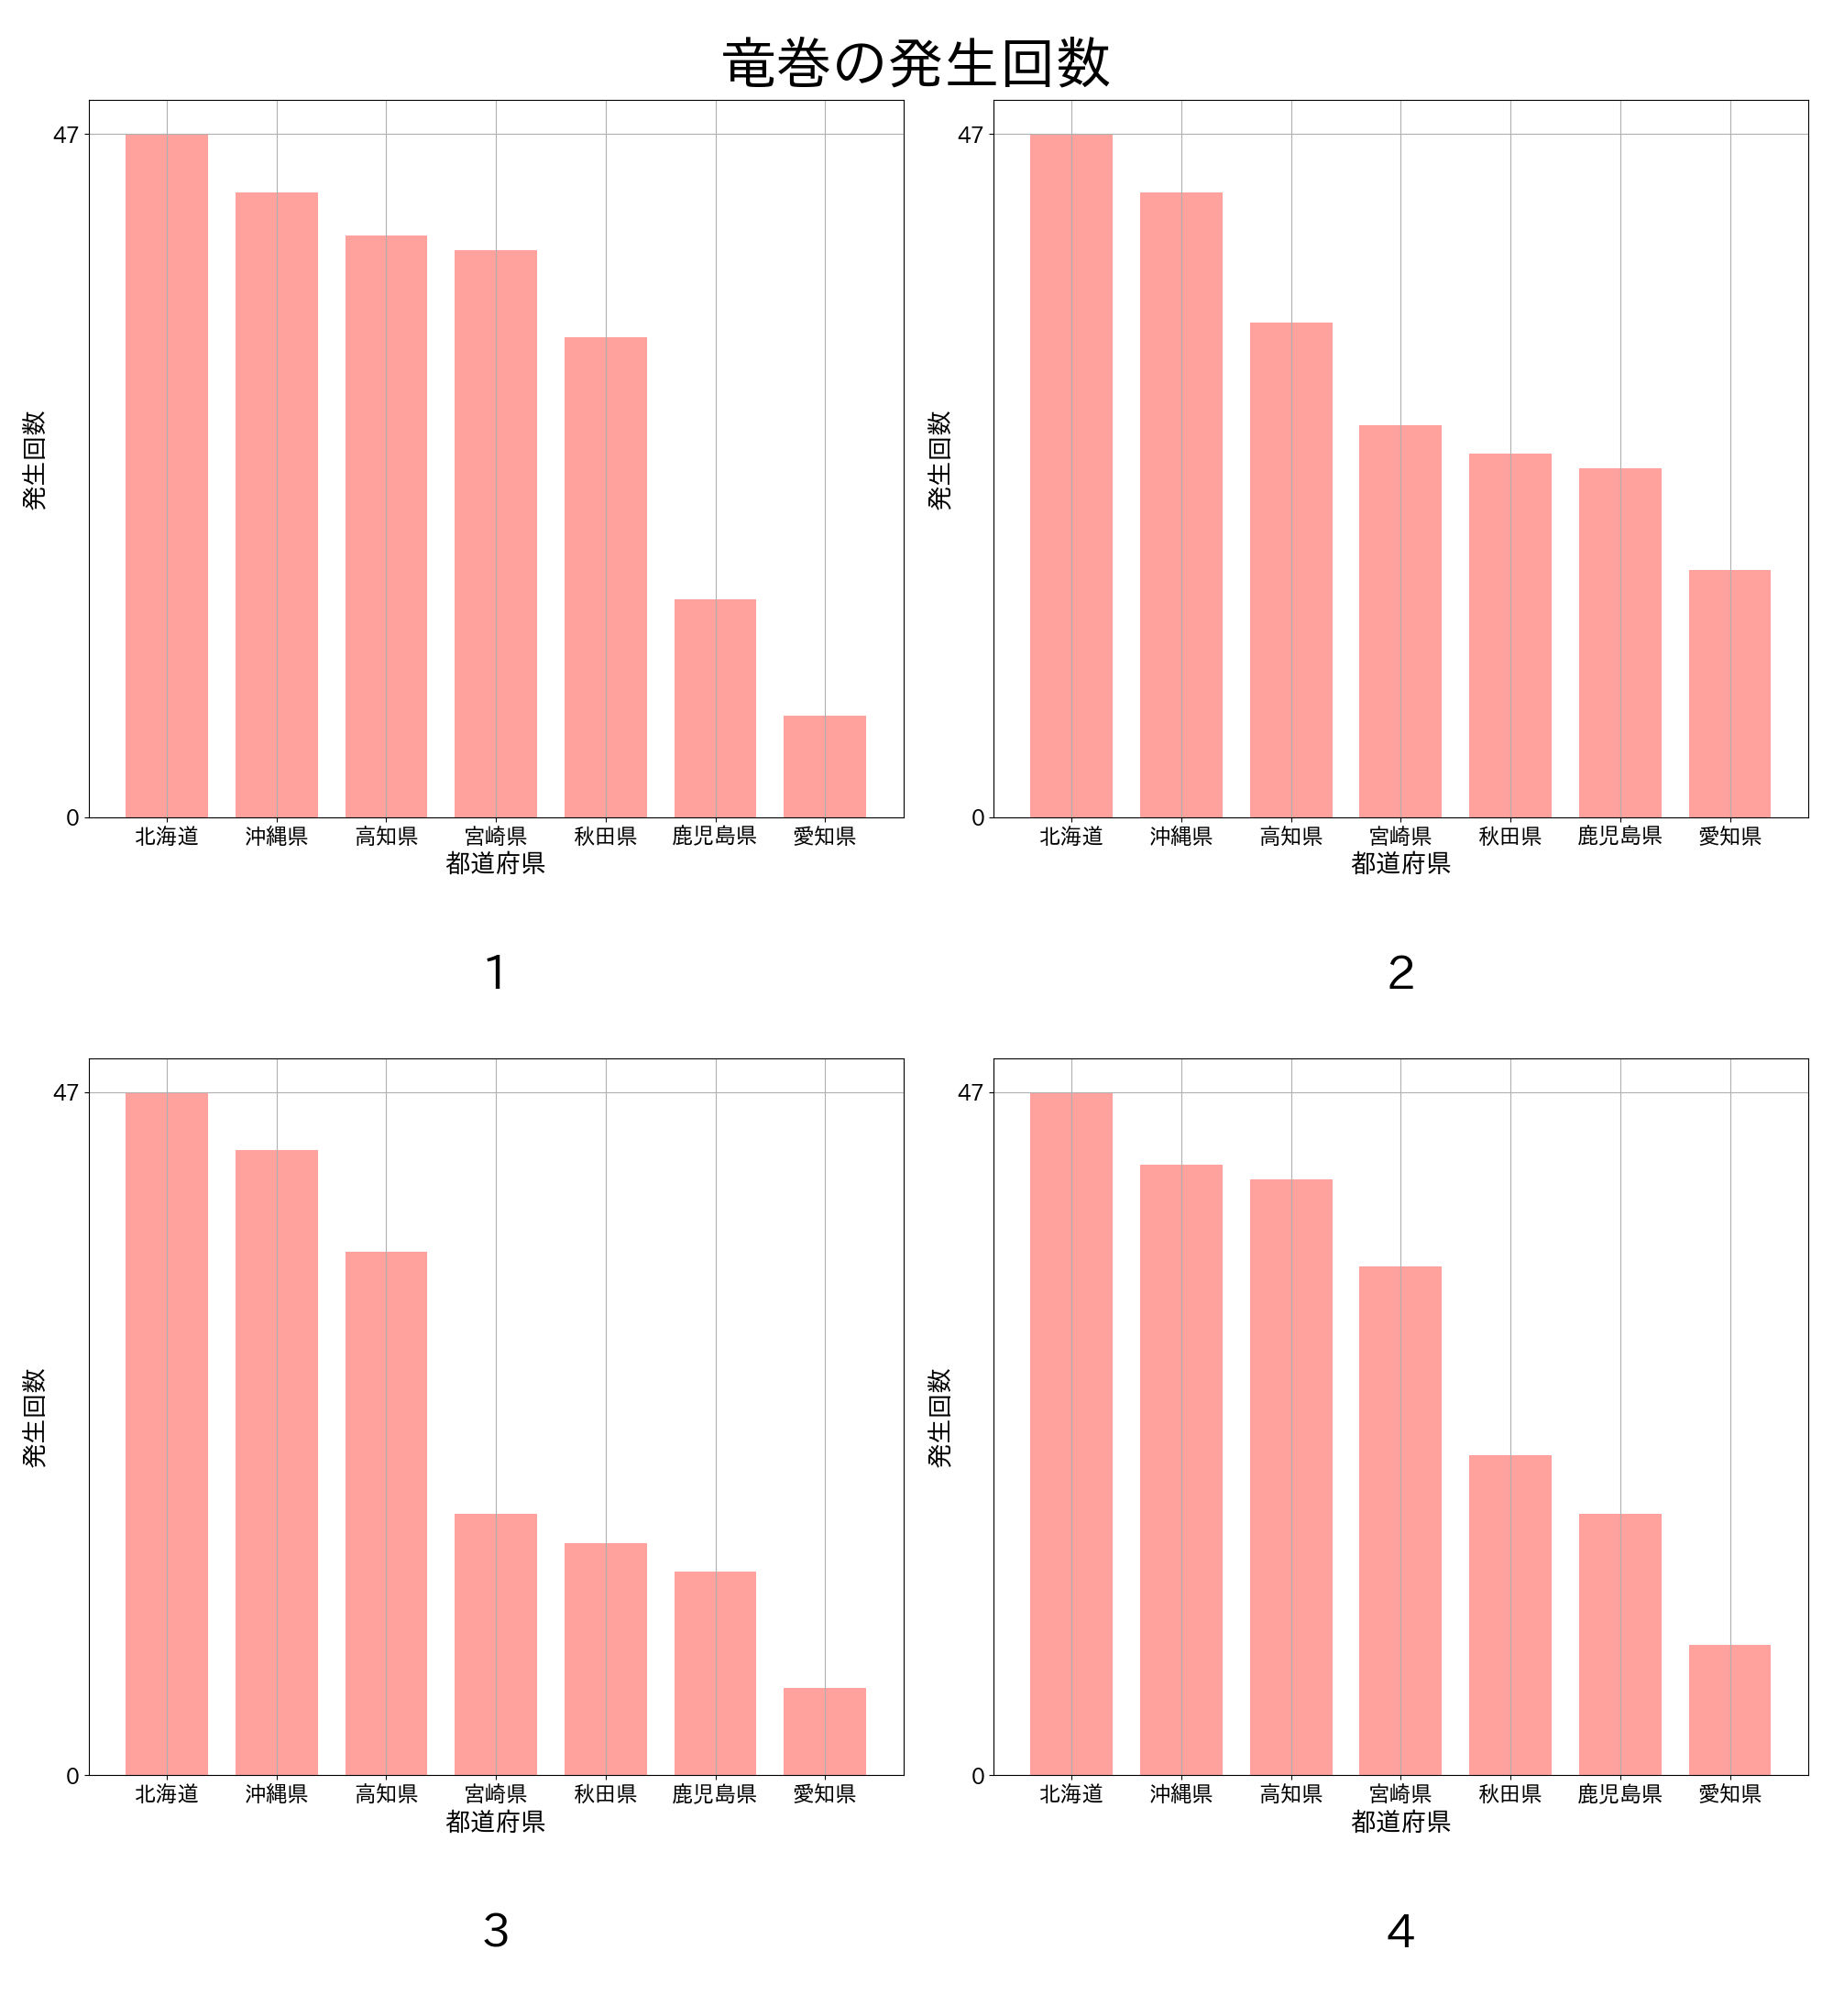 竜巻の発生回数
47
0
発生回数
北海道 沖縄県 高知県 宮崎県 秋田県 鹿児島県 愛知県
都道府県
1
47
0
発生回数
北海道 沖縄県 高知県 宮崎県 秋田県 鹿児島県 愛知県
都道府県
2
47
0
発生回数
北海道 沖縄県 高知県 宮崎県 秋田県 鹿児島県 愛知県
都道府県
3
47
0
発生回数
北海道 沖縄県 高知県 宮崎県 秋田県 鹿児島県 愛知県
都道府県
4